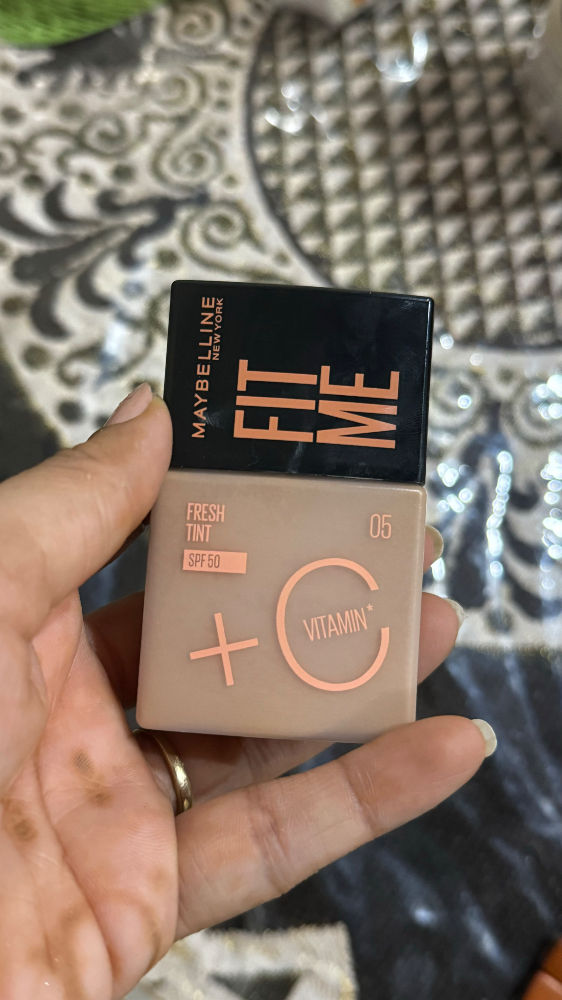 MAYBELLINE
NEW YORK
FIT
ME
FRESH
TINT
05
SPF 50
+ C
VITAMIN*